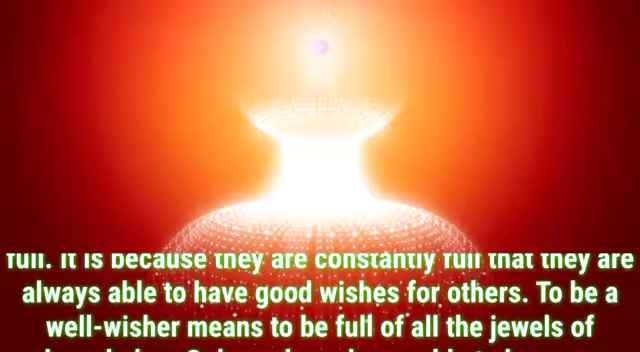 full. It is because they are constantly full that they are
always able to have good wishes for others. To be a
well-wisher means to be full of all the jewels of